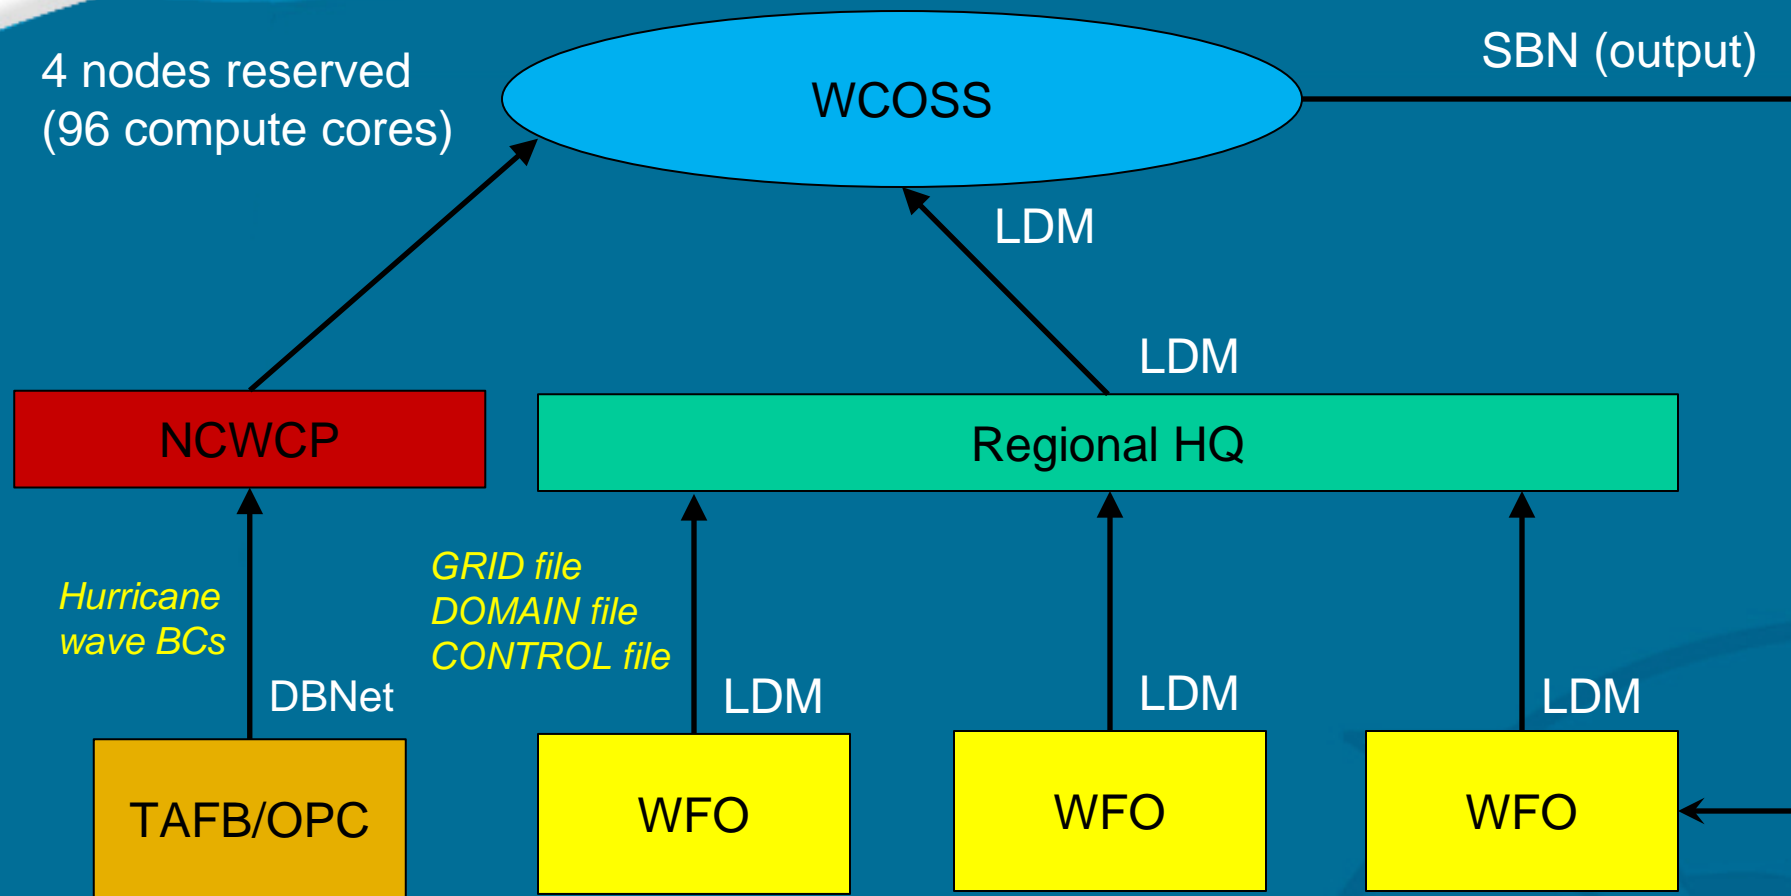 4 nodes reserved
(96 compute cores)
WCOSS
SBN (output)
LDM
LDM
NCWCP
Regional HQ
Hurricane
wave BCs
GRID file
DOMAIN file
CONTROL file
DBNet
LDM
LDM
LDM
TAFB/OPC
WFO
WFO
WFO